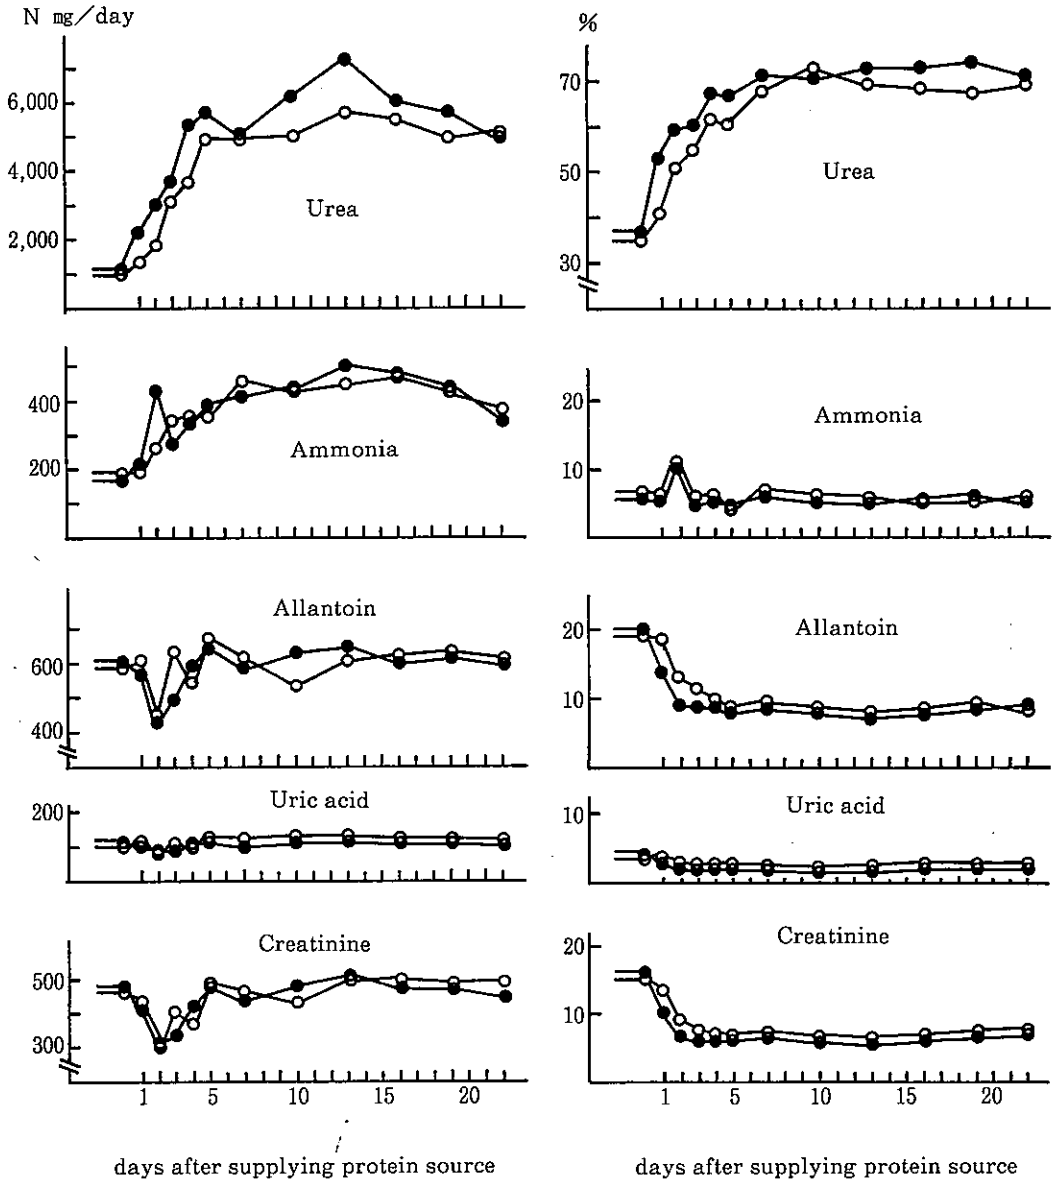 N mg/day
6,000
4,000
2,000
Urea
400
200
Ammonia
Allantoin
600
400
Uric acid
200
Creatinine
500
300
1 5 10 15 20
days after supplying protein source
%
70
50
30
Urea
20
10
Ammonia
20
10
Allantoin
10
Uric acid
20
10
Creatinine
1 5 10 15 20
days after supplying protein source